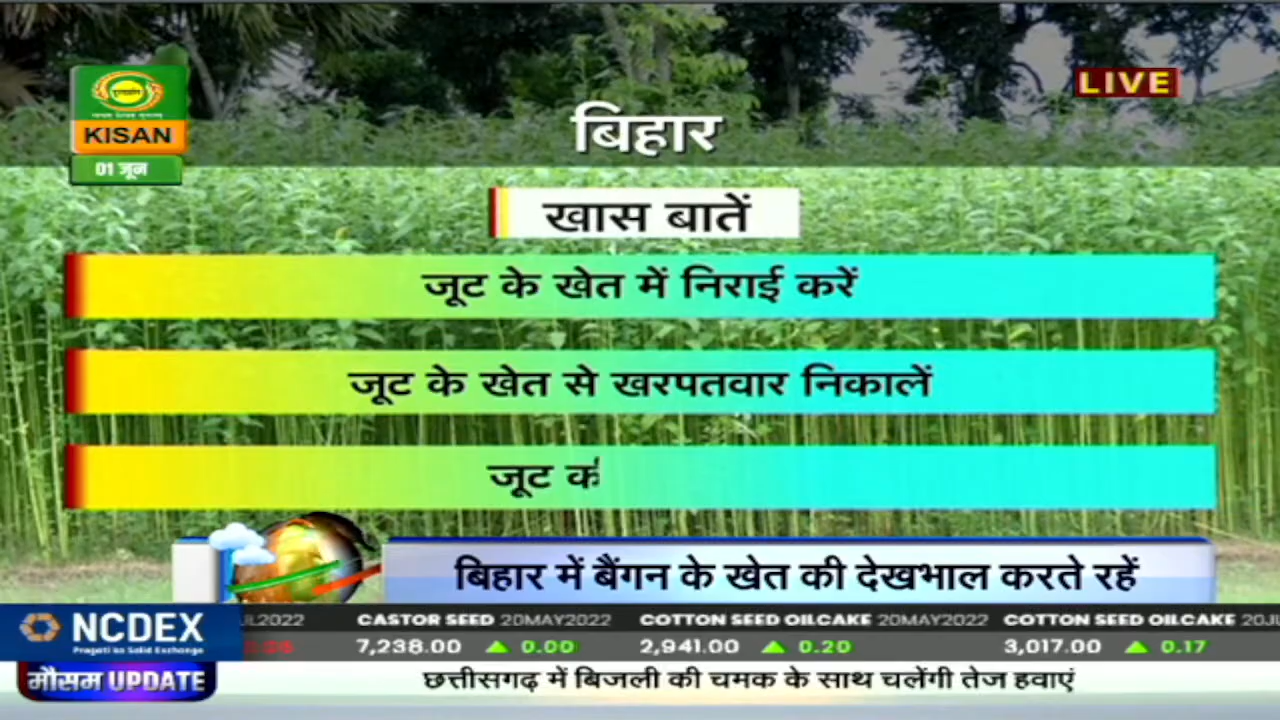 LIVE
KISAN
01 जून
बिहार
खास बातें
जूट के खेत में निराई करें
जूट के खेत से खरपतवार निकालें
जूट
बिहार में बैंगन के खेत की देखभाल करते रहें
NCDEX
2022 CASTOR SEED 20MAY2022 COTTON SEED OILCAKE 20MAY2022 COTTON SEED OILCAKE
7,238.00 0.00 2,941.00 0.20 3,017.00 0.17
मौसम UPDATE
छत्तीसगढ़ में बिजली की चमक के साथ चलेंगी तेज हवाएं